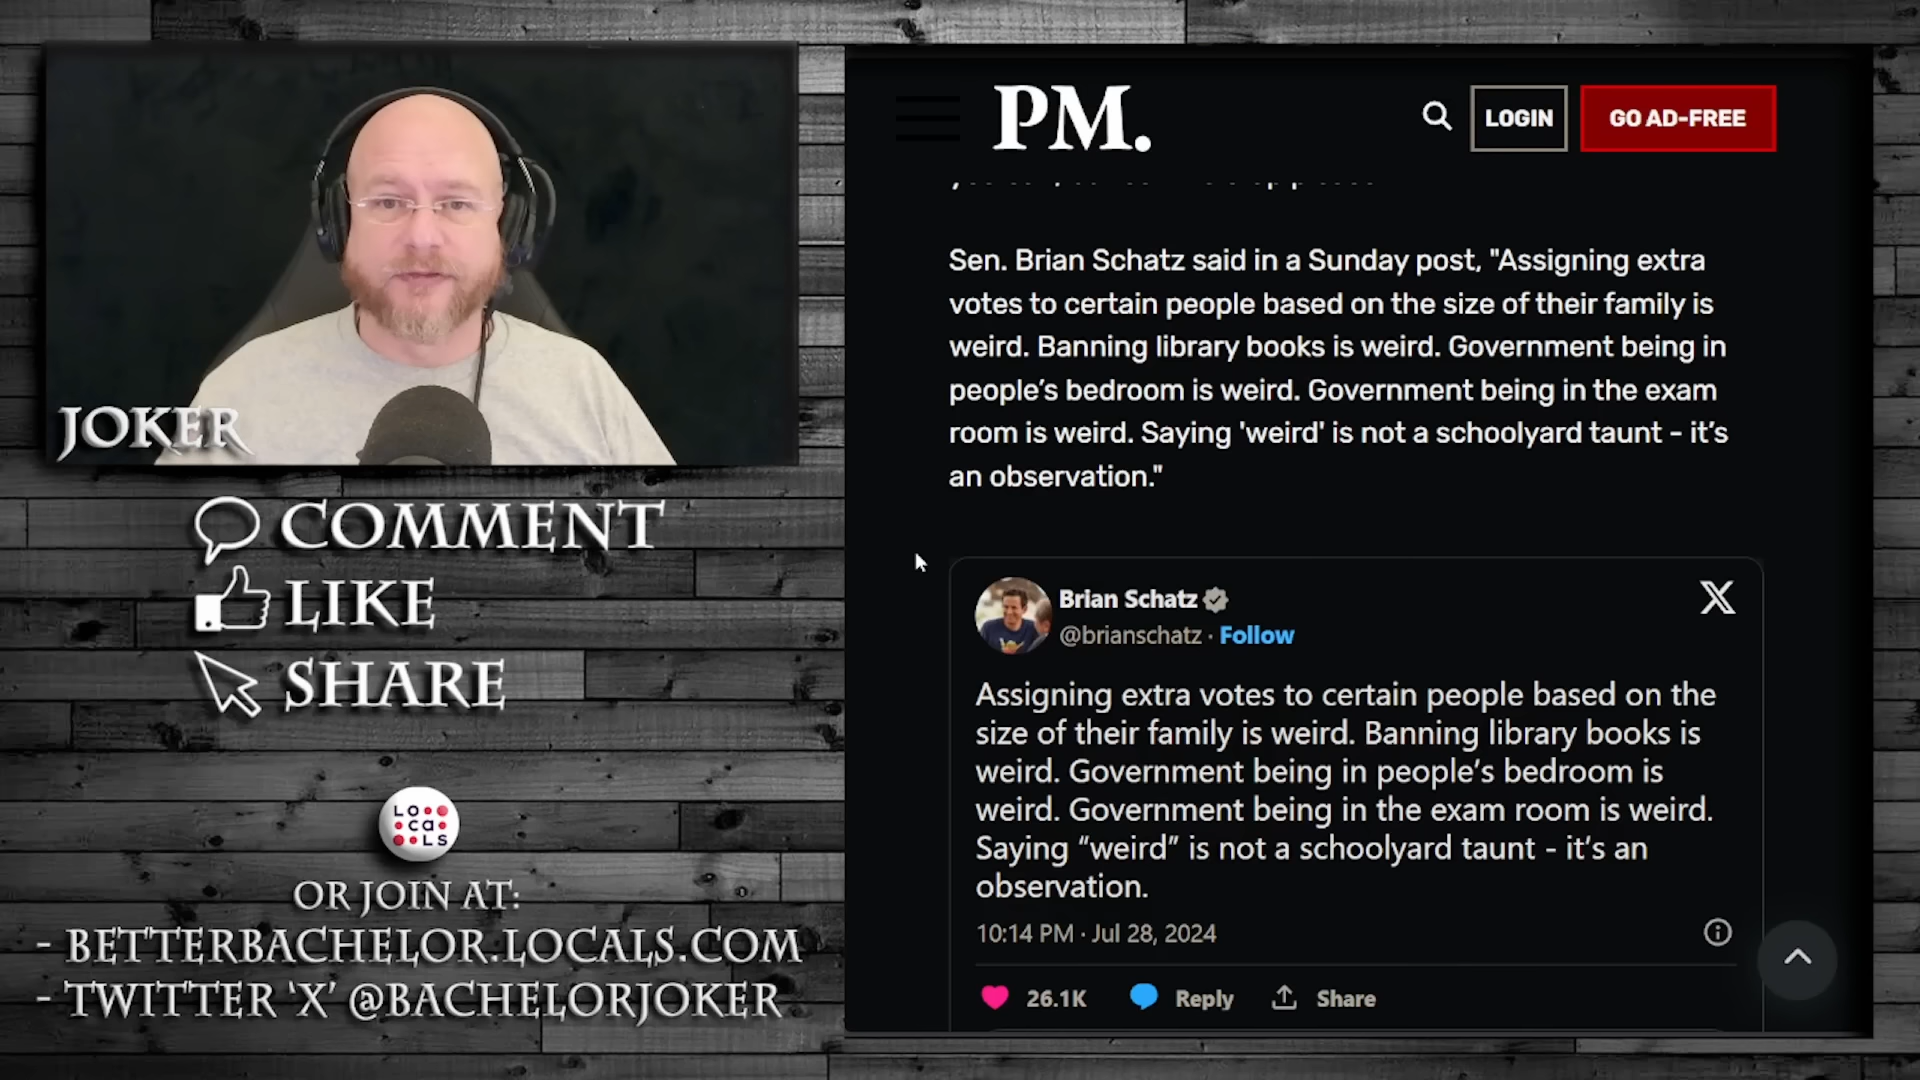 JOKER
COMMENT
LIKE
SHARE
LO
Ca
LS
OR JOIN AT:
- BETTERBACHELOR.LOCALS.COM
- TWITTER 'X' @BACHELORJOKER
PM.
LOGIN
GO AD-FREE
Sen. Brian Schatz said in a Sunday post, "Assigning extra
votes to certain people based on the size of their family is
weird. Banning library books is weird. Government being in
people’s bedroom is weird. Government being in the exam
room is weird. Saying 'weird' is not a schoolyard taunt - it’s
an observation."
Brian Schatz
@brianschatz · Follow
Assigning extra votes to certain people based on the
size of their family is weird. Banning library books is
weird. Government being in people’s bedroom is
weird. Government being in the exam room is weird.
Saying “weird” is not a schoolyard taunt - it’s an
observation.
10:14 PM · Jul 28, 2024
26.1K Reply Share